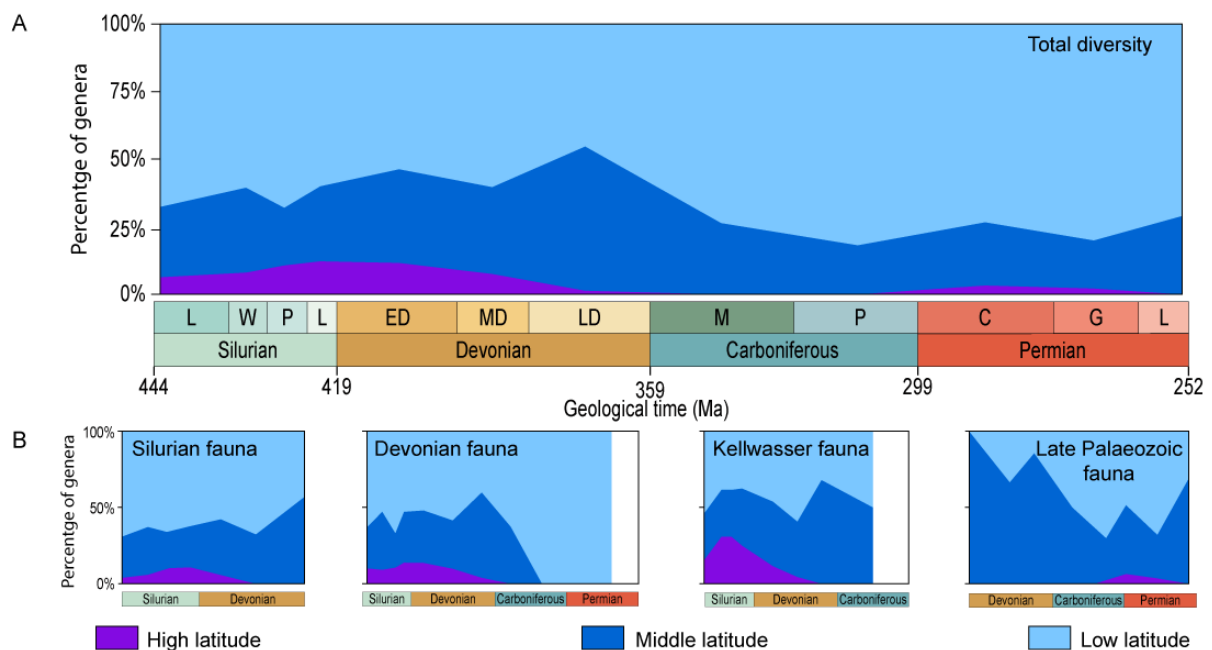 A
100%
75%
50%
25%
0%
Percentge of genera
Total diversity
L W P L ED MD LD M P C G L
Silurian Devonian Carboniferous Permian
444 419 359 299 252
Geological time (Ma)
B
Percentge of genera
100%
50%
0%
Silurian fauna
Silurian Devonian
Devonian fauna
Silurian Devonian Carboniferous Permian
Kellwasser fauna
Silurian Devonian Carboniferous
Late Palaeozoic
fauna
Devonian Carboniferous Permian
High latitude Middle latitude Low latitude